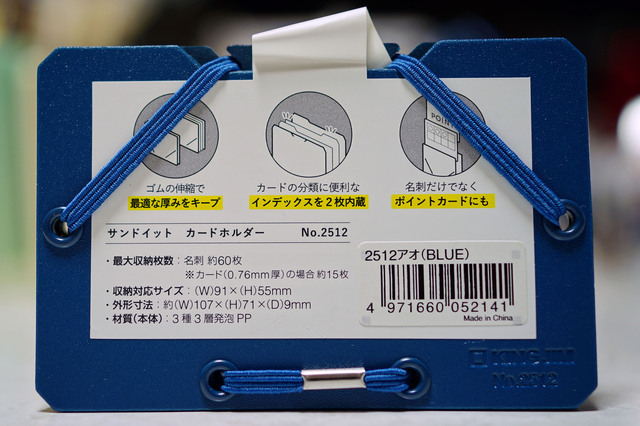 POINT
ゴムの伸縮で
最適な厚みをキープ
カードの分類に便利な
インデックスを2枚内蔵
名刺だけでなく
ポイントカードにも
サンドイット カードホルダー No.2512
・最大収納枚数：名刺 約60枚
※カード(0.76mm厚)の場合 約15枚
・収納対応サイズ：(W)91×(H)55mm
・外形寸法：約(W)107×(H)71×(D)9mm
・材質(本体)：3種3層発泡PP
2512アオ(BLUE)
4 971660 052141
Made in China
KING JIM
No.2512